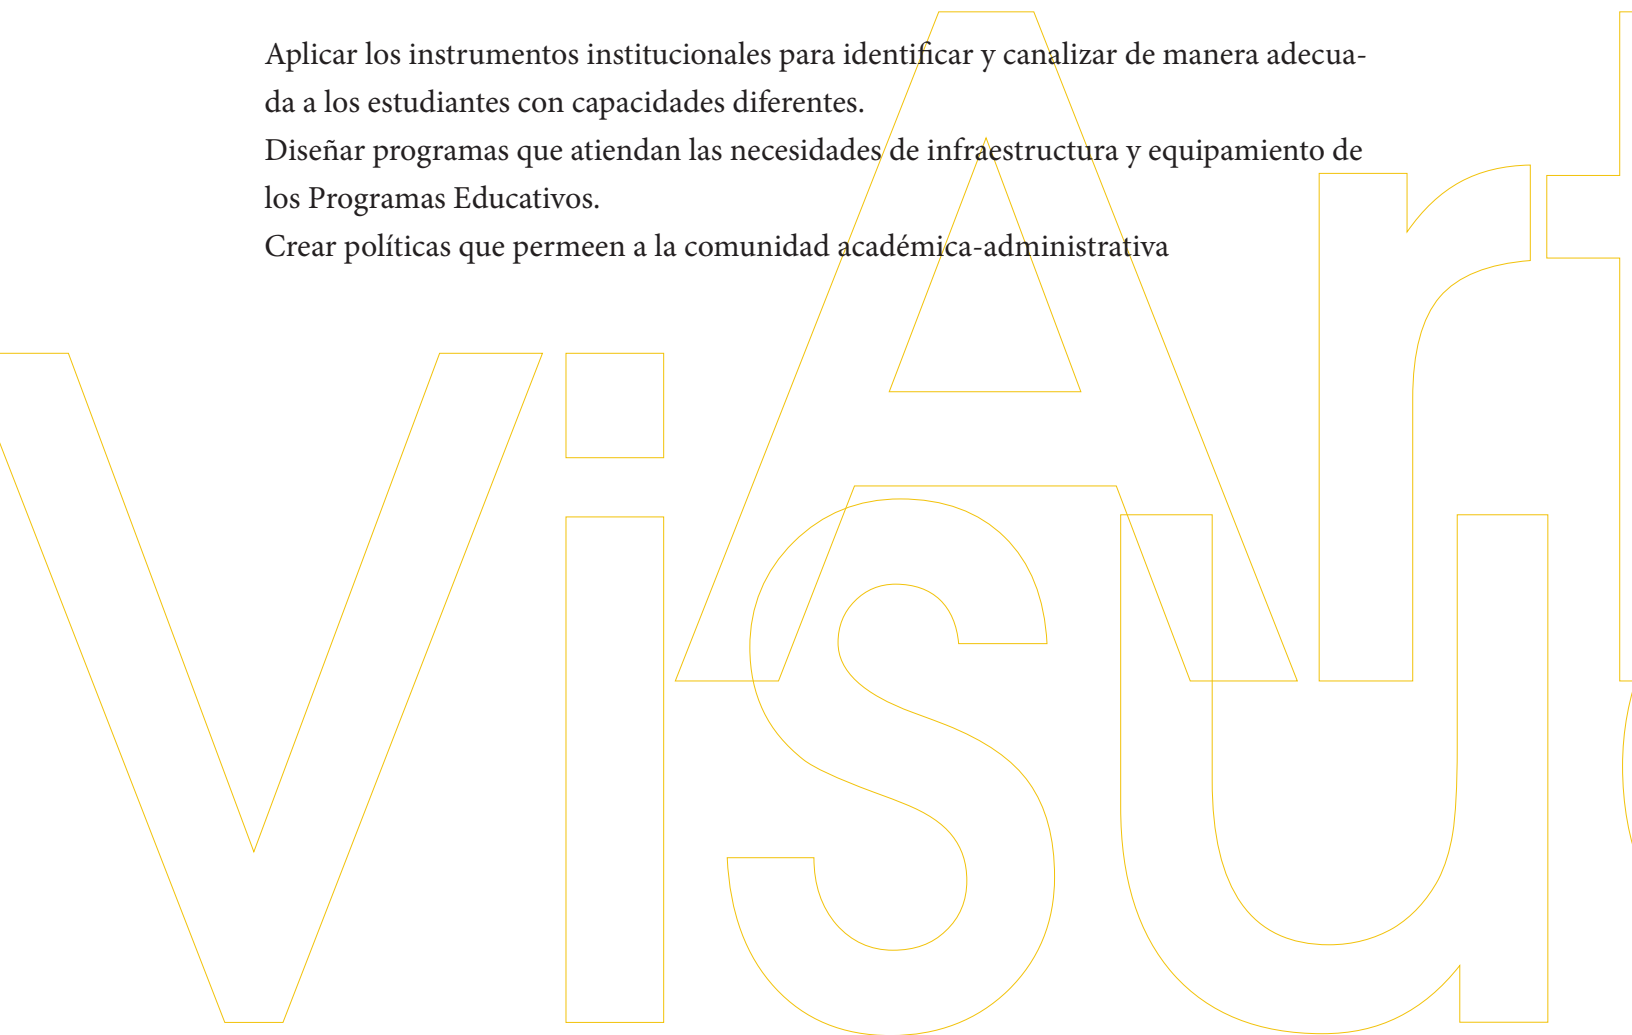 Aplicar los instrumentos institucionales para identificar y canalizar de manera adecua-
da a los estudiantes con capacidades diferentes.
Diseñar programas que atiendan las necesidades de infraestructura y equipamiento de
los Programas Educativos.
Crear políticas que permeen a la comunidad académica-administrativa
Art
Visu